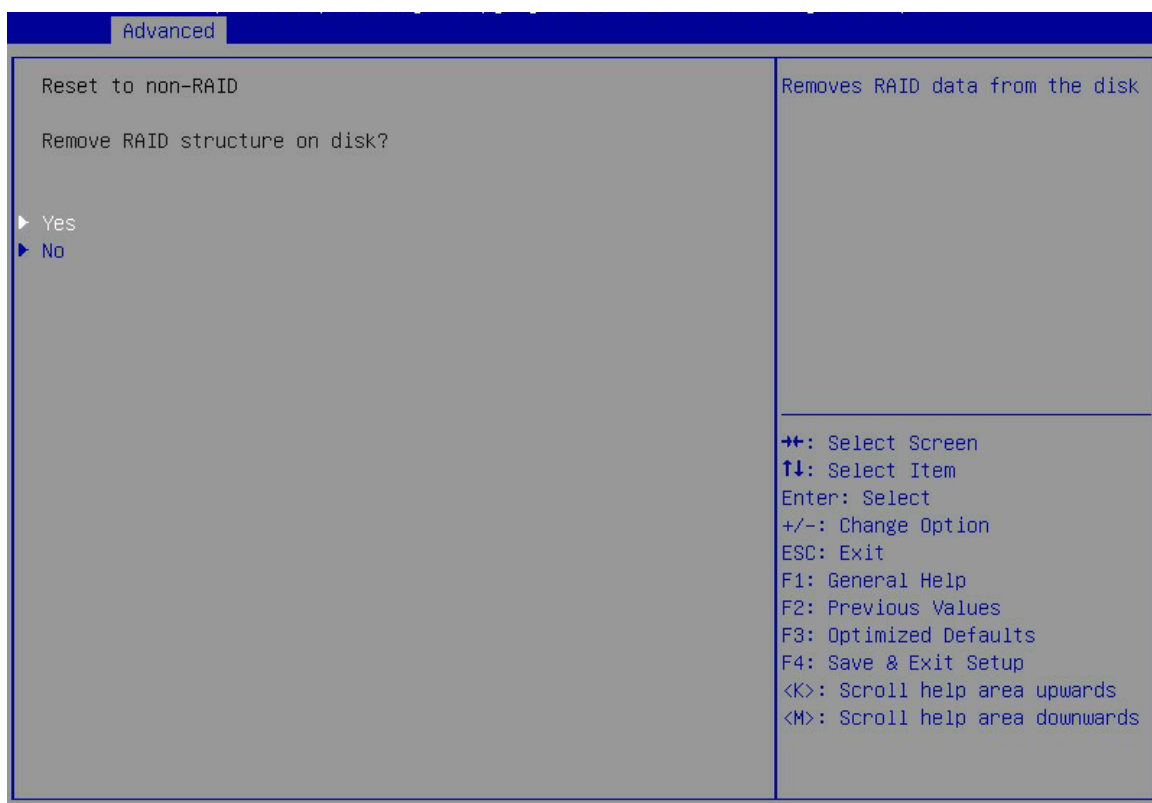 Advanced
Reset to non-RAID
Remove RAID structure on disk?
Yes
No
Removes RAID data from the disk
→←: Select Screen
↑↓: Select Item
Enter: Select
+/-: Change Option
ESC: Exit
F1: General Help
F2: Previous Values
F3: Optimized Defaults
F4: Save & Exit Setup
<K>: Scroll help area upwards
<M>: Scroll help area downwards